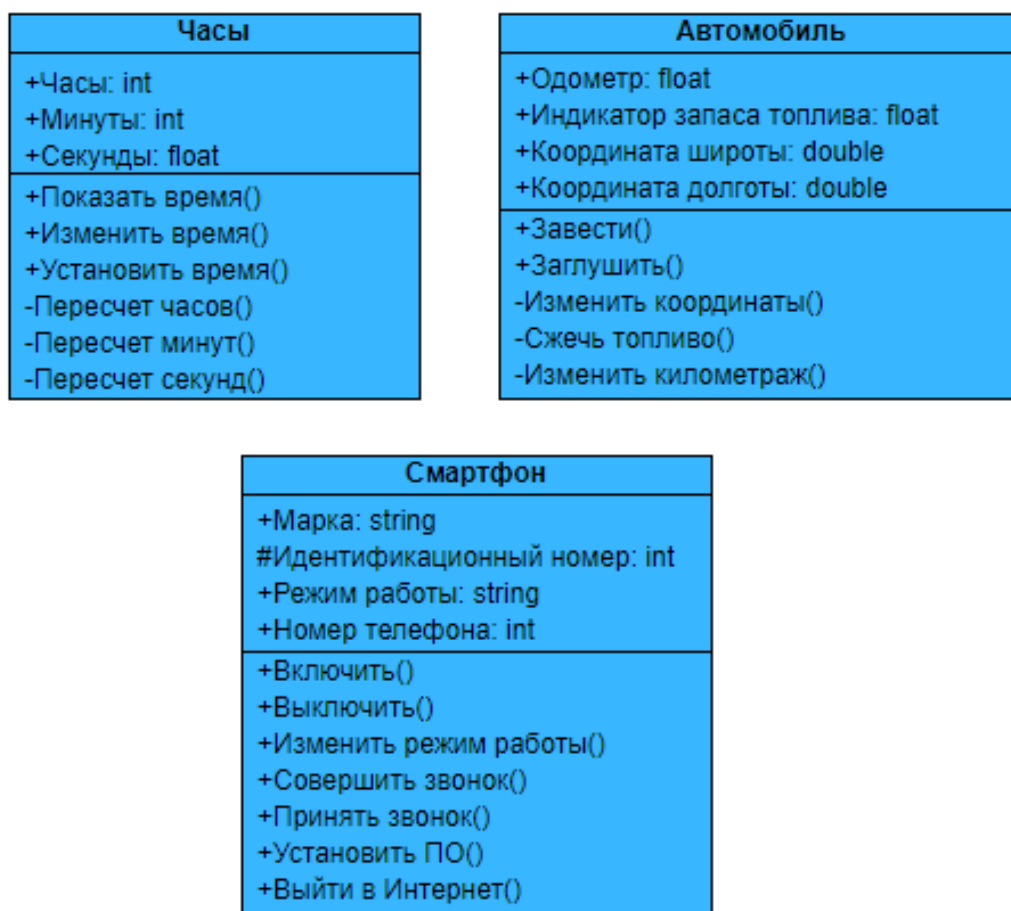 Часы
+Часы: int
+Минуты: int
+Секунды: float
+Показать время()
+Изменить время()
+Установить время()
-Пересчет часов()
-Пересчет минут()
-Пересчет секунд()
Автомобиль
+Одометр: float
+Индикатор запаса топлива: float
+Координата широты: double
+Координата долготы: double
+Завести()
+Заглушить()
-Изменить координаты()
-Сжечь топливо()
-Изменить километраж()
Смартфон
+Марка: string
#Идентификационный номер: int
+Режим работы: string
+Номер телефона: int
+Включить()
+Выключить()
+Изменить режим работы()
+Совершить звонок()
+Принять звонок()
+Установить ПО()
+Выйти в Интернет()